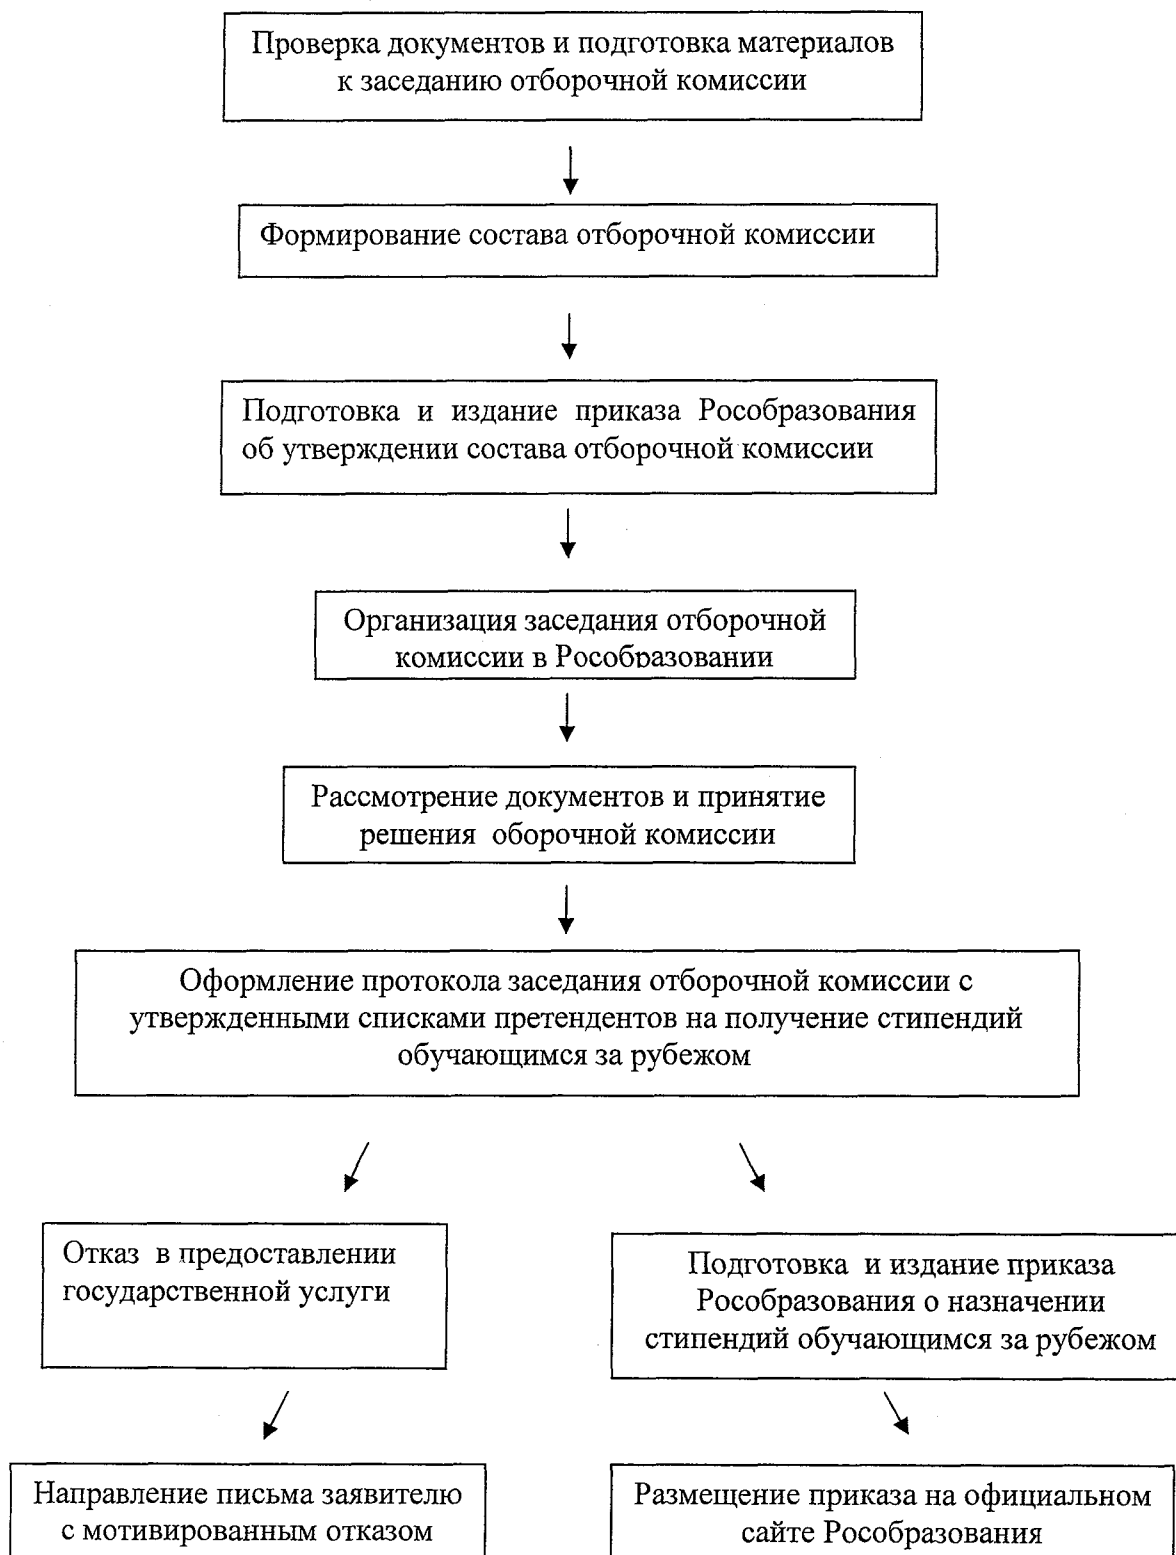 Проверка документов и подготовка материалов
к заседанию отборочной комиссии
Формирование состава отборочной комиссии
Подготовка и издание приказа Рособразования
об утверждении состава отборочной комиссии
Организация заседания отборочной
комиссии в Рособразовании
Рассмотрение документов и принятие
решения оборочной комиссии
Оформление протокола заседания отборочной комиссии с
утвержденными списками претендентов на получение стипендий
обучающимся за рубежом
Отказ в предоставлении
государственной услуги
Подготовка и издание приказа
Рособразования о назначении
стипендий обучающимся за рубежом
Направление письма заявителю
с мотивированным отказом
Размещение приказа на официальном
сайте Рособразования